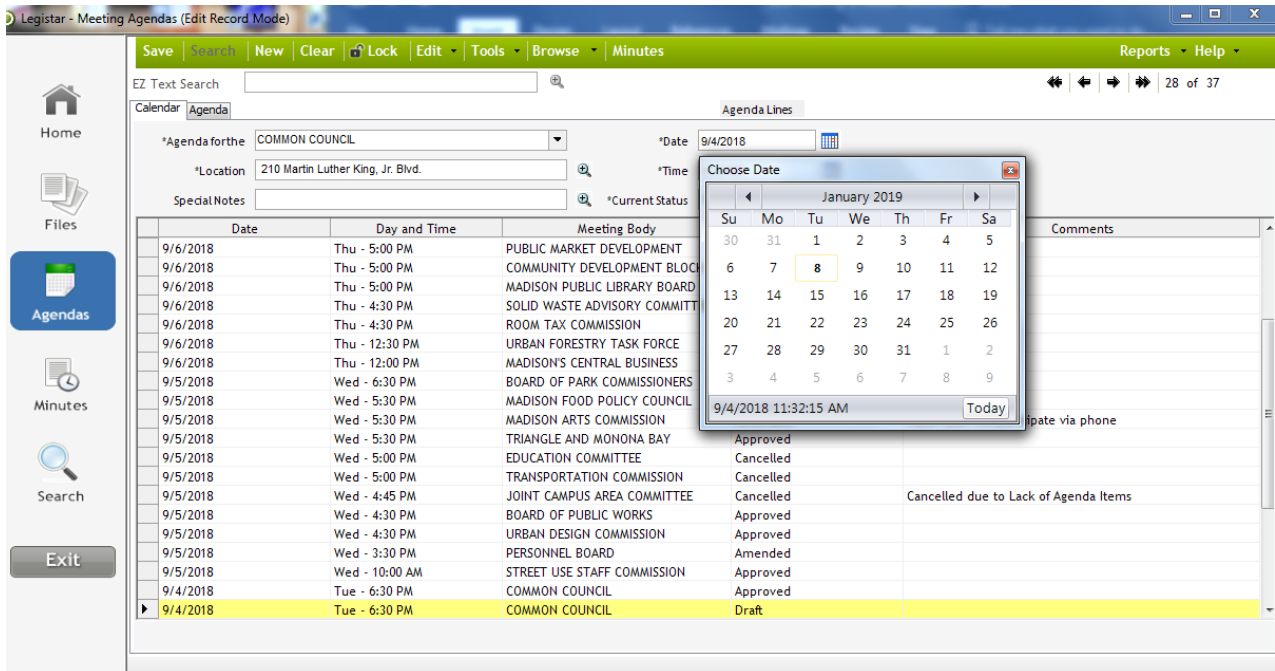 Legistar - Meeting Agendas (Edit Record Mode)
Save Search New Clear Lock Edit Tools Browse Minutes Reports Help
EZ Text Search 28 of 37
Calendar Agenda Agenda Lines
Home
*Agenda forthe COMMON COUNCIL *Date 9/4/2018
*Location 210 Martin Luther King, Jr. Blvd. *Time
Special Notes *Current Status
Choose Date
January 2019
Su Mo Tu We Th Fr Sa
30 31 1 2 3 4 5
6 7 8 9 10 11 12
13 14 15 16 17 18 19
20 21 22 23 24 25 26
27 28 29 30 31 1 2
3 4 5 6 7 8 9
9/4/2018 11:32:15 AM Today
Files
Agendas
Minutes
Search
Exit
Date Day and Time Meeting Body Comments
9/6/2018 Thu - 5:00 PM PUBLIC MARKET DEVELOPMENT
9/6/2018 Thu - 5:00 PM COMMUNITY DEVELOPMENT BLOC
9/6/2018 Thu - 5:00 PM MADISON PUBLIC LIBRARY BOARD
9/6/2018 Thu - 4:30 PM SOLID WASTE ADVISORY COMMITT
9/6/2018 Thu - 4:30 PM ROOM TAX COMMISSION
9/6/2018 Thu - 12:30 PM URBAN FORESTRY TASK FORCE
9/6/2018 Thu - 12:00 PM MADISON'S CENTRAL BUSINESS
9/5/2018 Wed - 6:30 PM BOARD OF PARK COMMISSIONERS
9/5/2018 Wed - 5:30 PM MADISON FOOD POLICY COUNCIL
9/5/2018 Wed - 5:30 PM MADISON ARTS COMMISSION ipate via phone
9/5/2018 Wed - 5:30 PM TRIANGLE AND MONONA BAY Approved
9/5/2018 Wed - 5:00 PM EDUCATION COMMITTEE Cancelled
9/5/2018 Wed - 5:00 PM TRANSPORTATION COMMISSION Cancelled
9/5/2018 Wed - 4:45 PM JOINT CAMPUS AREA COMMITTEE Cancelled Cancelled due to Lack of Agenda Items
9/5/2018 Wed - 4:30 PM BOARD OF PUBLIC WORKS Approved
9/5/2018 Wed - 4:30 PM URBAN DESIGN COMMISSION Approved
9/5/2018 Wed - 3:30 PM PERSONNEL BOARD Amended
9/5/2018 Wed - 10:00 AM STREET USE STAFF COMMISSION Approved
9/4/2018 Tue - 6:30 PM COMMON COUNCIL Approved
9/4/2018 Tue - 6:30 PM COMMON COUNCIL Draft